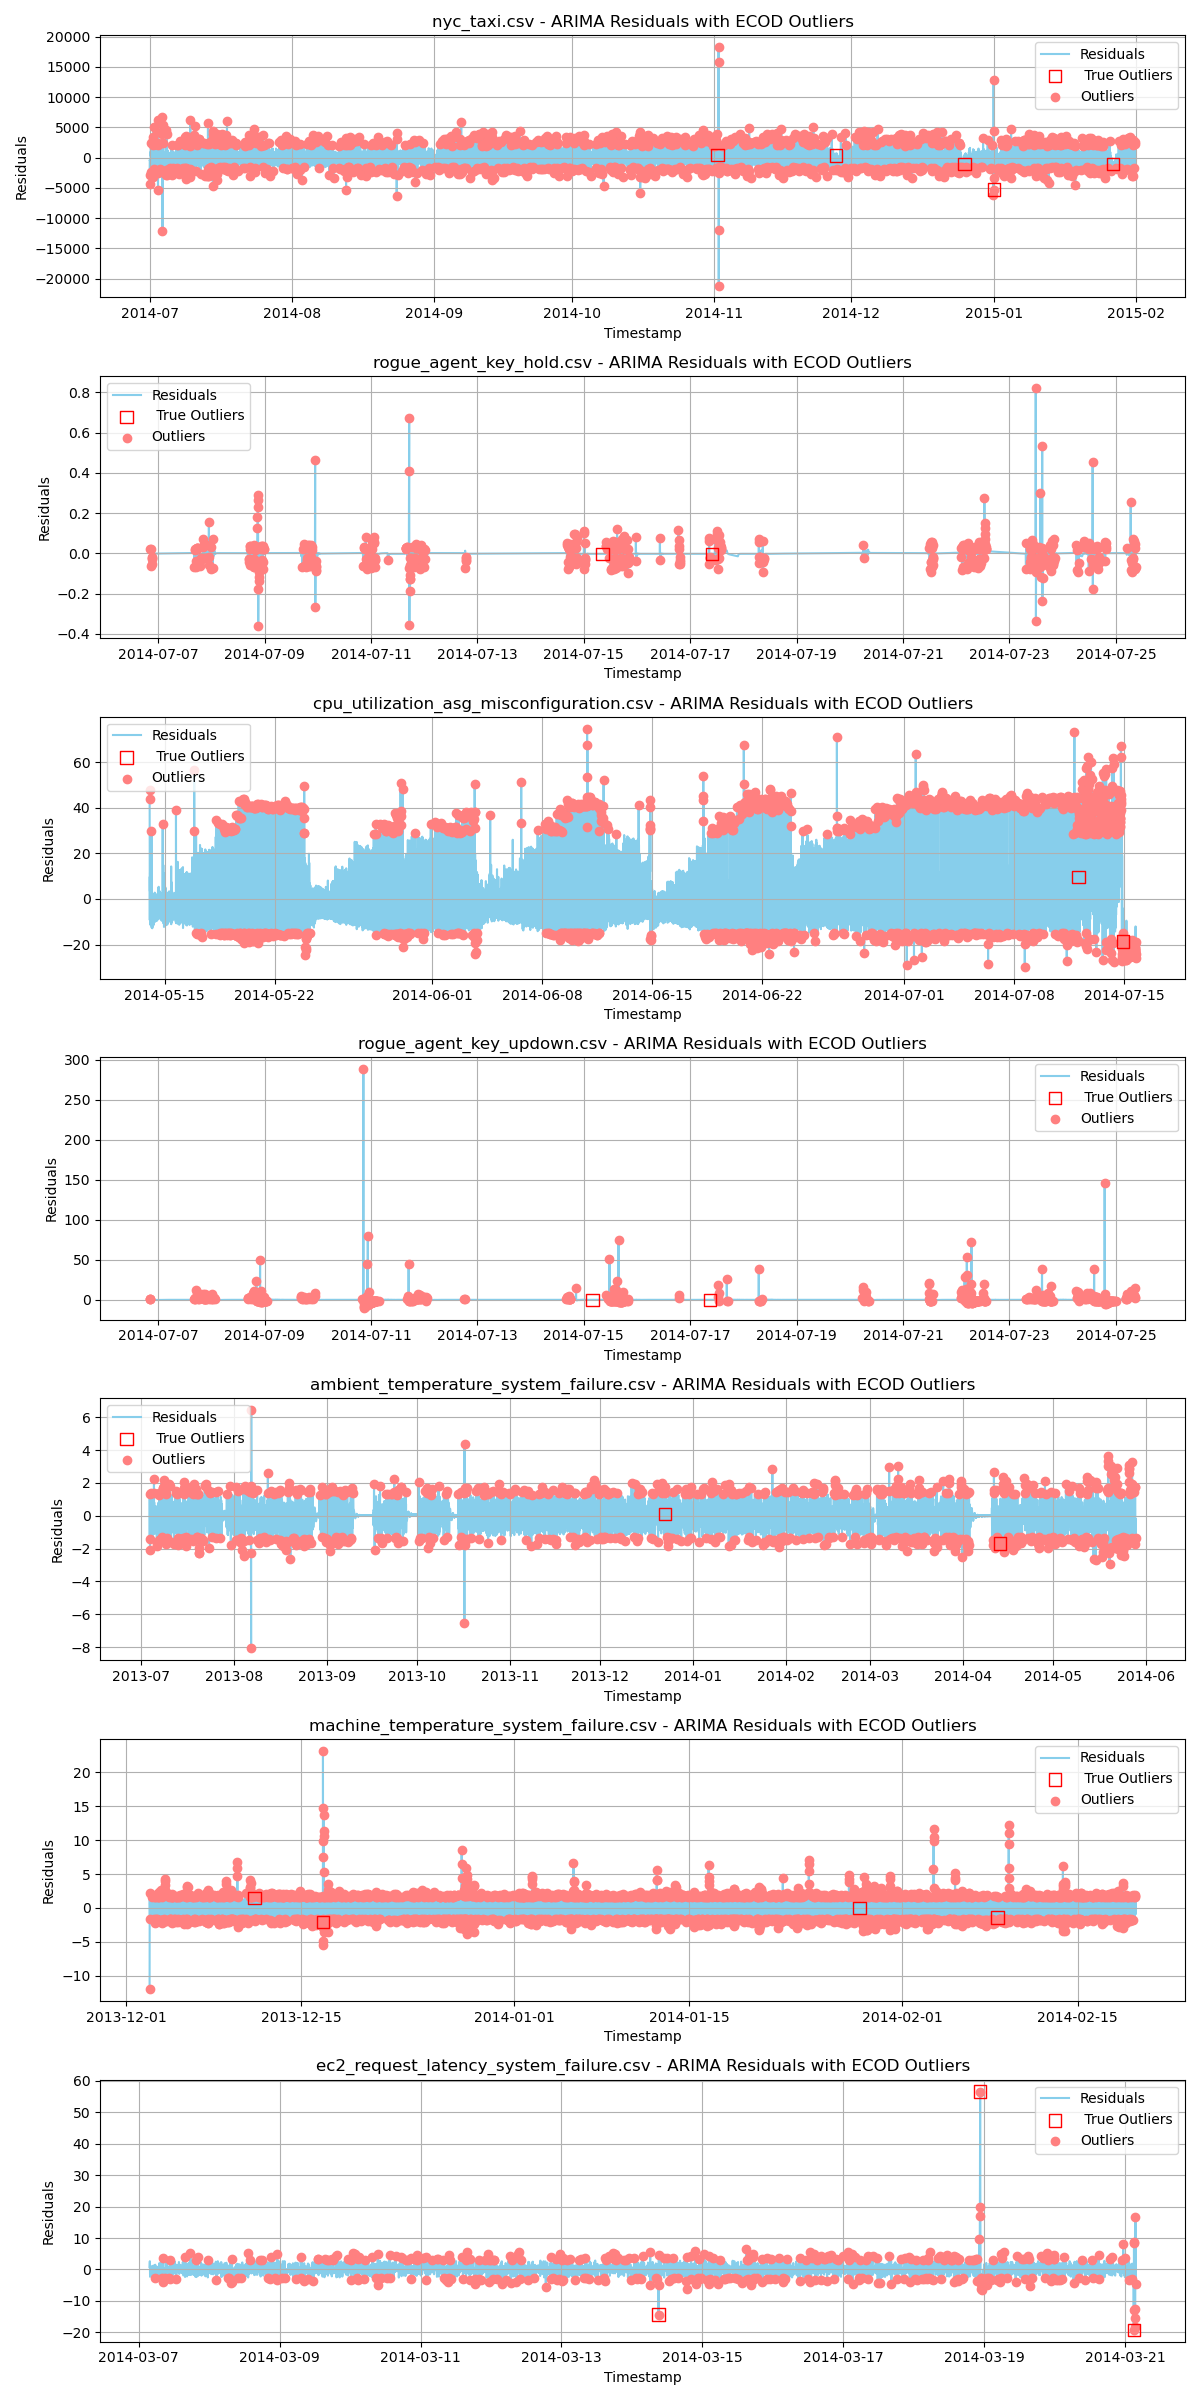 nyc_taxi.csv - ARIMA Residuals with ECOD Outliers
20000
15000
10000
5000
0
−5000
−10000
−15000
−20000
Residuals
Residuals
True Outliers
Outliers
2014-07 2014-08 2014-09 2014-10 2014-11 2014-12 2015-01 2015-02
Timestamp
rogue_agent_key_hold.csv - ARIMA Residuals with ECOD Outliers
0.8
0.6
0.4
0.2
0.0
−0.2
−0.4
Residuals
Residuals
True Outliers
Outliers
2014-07-07 2014-07-09 2014-07-11 2014-07-13 2014-07-15 2014-07-17 2014-07-19 2014-07-21 2014-07-23 2014-07-25
Timestamp
cpu_utilization_asg_misconfiguration.csv - ARIMA Residuals with ECOD Outliers
60
40
20
0
−20
Residuals
Residuals
True Outliers
Outliers
2014-05-15 2014-05-22 2014-06-01 2014-06-08 2014-06-15 2014-06-22 2014-07-01 2014-07-08 2014-07-15
Timestamp
rogue_agent_key_updown.csv - ARIMA Residuals with ECOD Outliers
300
250
200
150
100
50
0
Residuals
Residuals
True Outliers
Outliers
2014-07-07 2014-07-09 2014-07-11 2014-07-13 2014-07-15 2014-07-17 2014-07-19 2014-07-21 2014-07-23 2014-07-25
Timestamp
ambient_temperature_system_failure.csv - ARIMA Residuals with ECOD Outliers
6
4
2
0
−2
−4
−6
−8
Residuals
Residuals
True Outliers
Outliers
2013-07 2013-08 2013-09 2013-10 2013-11 2013-12 2014-01 2014-02 2014-03 2014-04 2014-05 2014-06
Timestamp
machine_temperature_system_failure.csv - ARIMA Residuals with ECOD Outliers
20
15
10
5
0
−5
−10
Residuals
Residuals
True Outliers
Outliers
2013-12-01 2013-12-15 2014-01-01 2014-01-15 2014-02-01 2014-02-15
Timestamp
ec2_request_latency_system_failure.csv - ARIMA Residuals with ECOD Outliers
60
50
40
30
20
10
0
−10
−20
Residuals
Residuals
True Outliers
Outliers
2014-03-07 2014-03-09 2014-03-11 2014-03-13 2014-03-15 2014-03-17 2014-03-19 2014-03-21
Timestamp